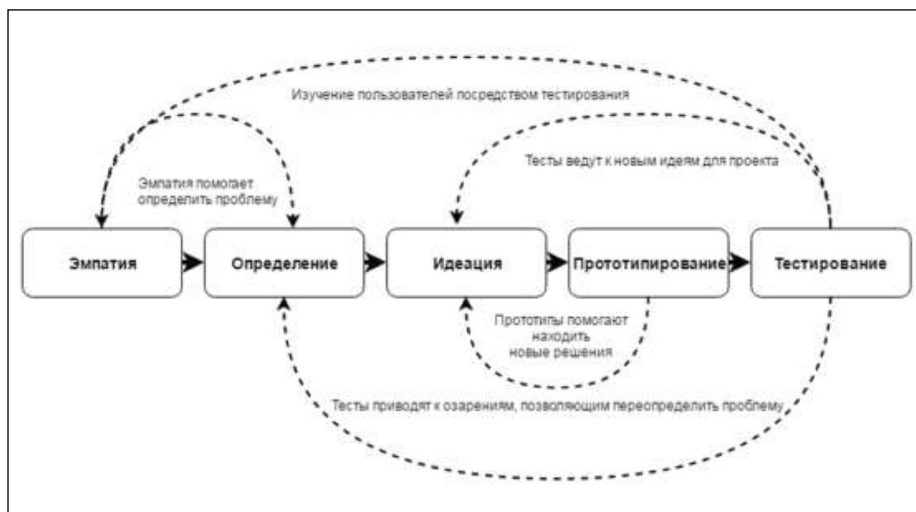 Изучение пользователей посредством тестирования
Тесты ведут к новым идеям для проекта
Эмпатия помогает
определить проблему
Эмпатия
Определение
Идеация
Прототипирование
Тестирование
Прототипы помогают
находить
новые решения
Тесты приводят к озарениям, позволяющим переопределить проблему